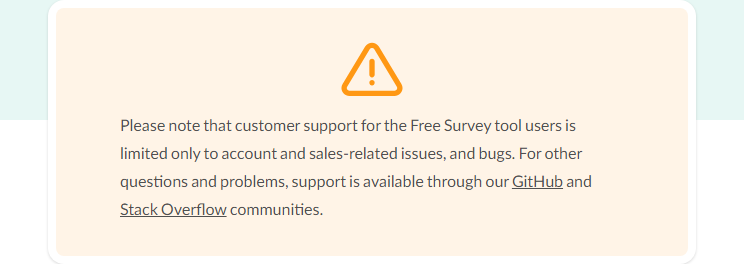 Please note that customer support for the Free Survey tool users is
limited only to account and sales-related issues, and bugs. For other
questions and problems, support is available through our GitHub and
Stack Overflow communities.